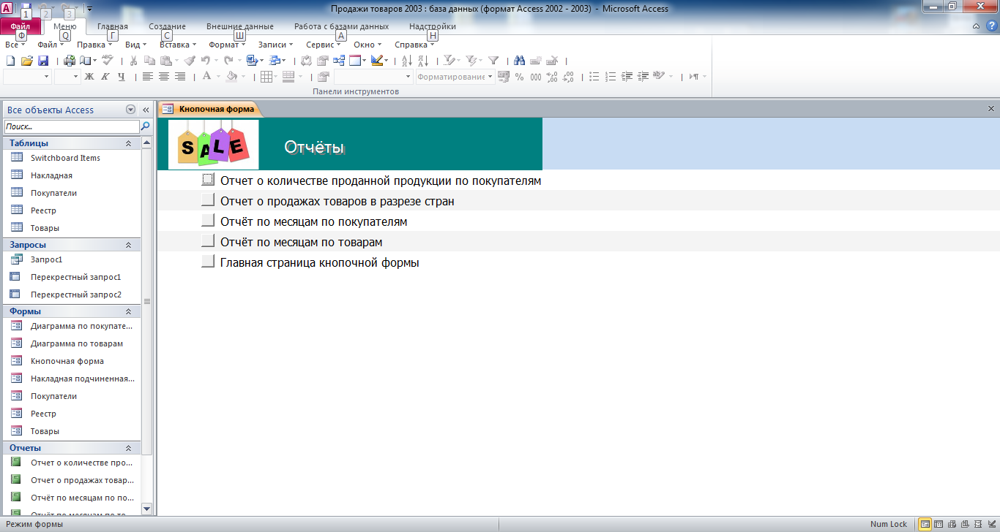 Продажи товаров 2003 : база данных (формат Access 2002 - 2003) - Microsoft Access
1 2 3
Файл Меню Главная Создание Внешние данные Работа с базами данных Надстройки
Ф Q Г С Ш А Н
Все Файл Правка Вид Вставка Формат Записи Сервис Окно Справка
Ж К Ч А Форматирование % 000
Панели инструментов
Все объекты Access
Кнопочная форма
Поиск...
SALE
Отчёты
Таблицы
Switchboard Items
Накладная
Покупатели
Реестр
Товары
Запросы
Запрос1
Перекрестный запрос1
Перекрестный запрос2
Формы
Диаграмма по покупате...
Диаграмма по товарам
Кнопочная форма
Накладная подчиненная...
Покупатели
Реестр
Товары
Отчеты
Отчет о количестве про...
Отчет о продажах товар...
Отчёт по месяцам по по...
Отчёт по месяцам по то...
Отчет о количестве проданной продукции по покупателям
Отчет о продажах товаров в разрезе стран
Отчёт по месяцам по покупателям
Отчёт по месяцам по товарам
Главная страница кнопочной формы
Режим формы
Num Lock